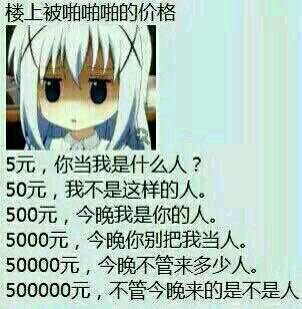 楼上被啪啪啪的价格
5元，你当我是什么人？
50元，我不是这样的人。
500元，今晚我是你的人。
5000元，今晚你别把我当人。
50000元，今晚不管来多少人。
500000元，不管今晚来的是不是人